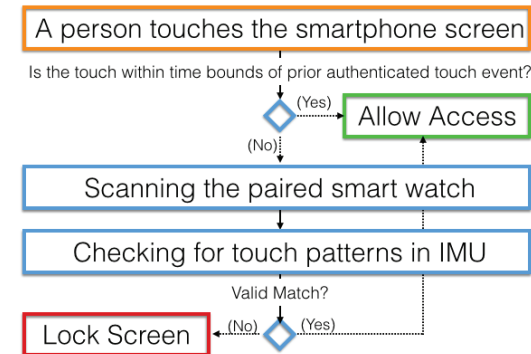 A person touches the smartphone screen
Is the touch within time bounds of prior authenticated touch event?
(Yes)
Allow Access
(No)
Scanning the paired smart watch
Checking for touch patterns in IMU
Valid Match?
Lock Screen
(No)
(Yes)